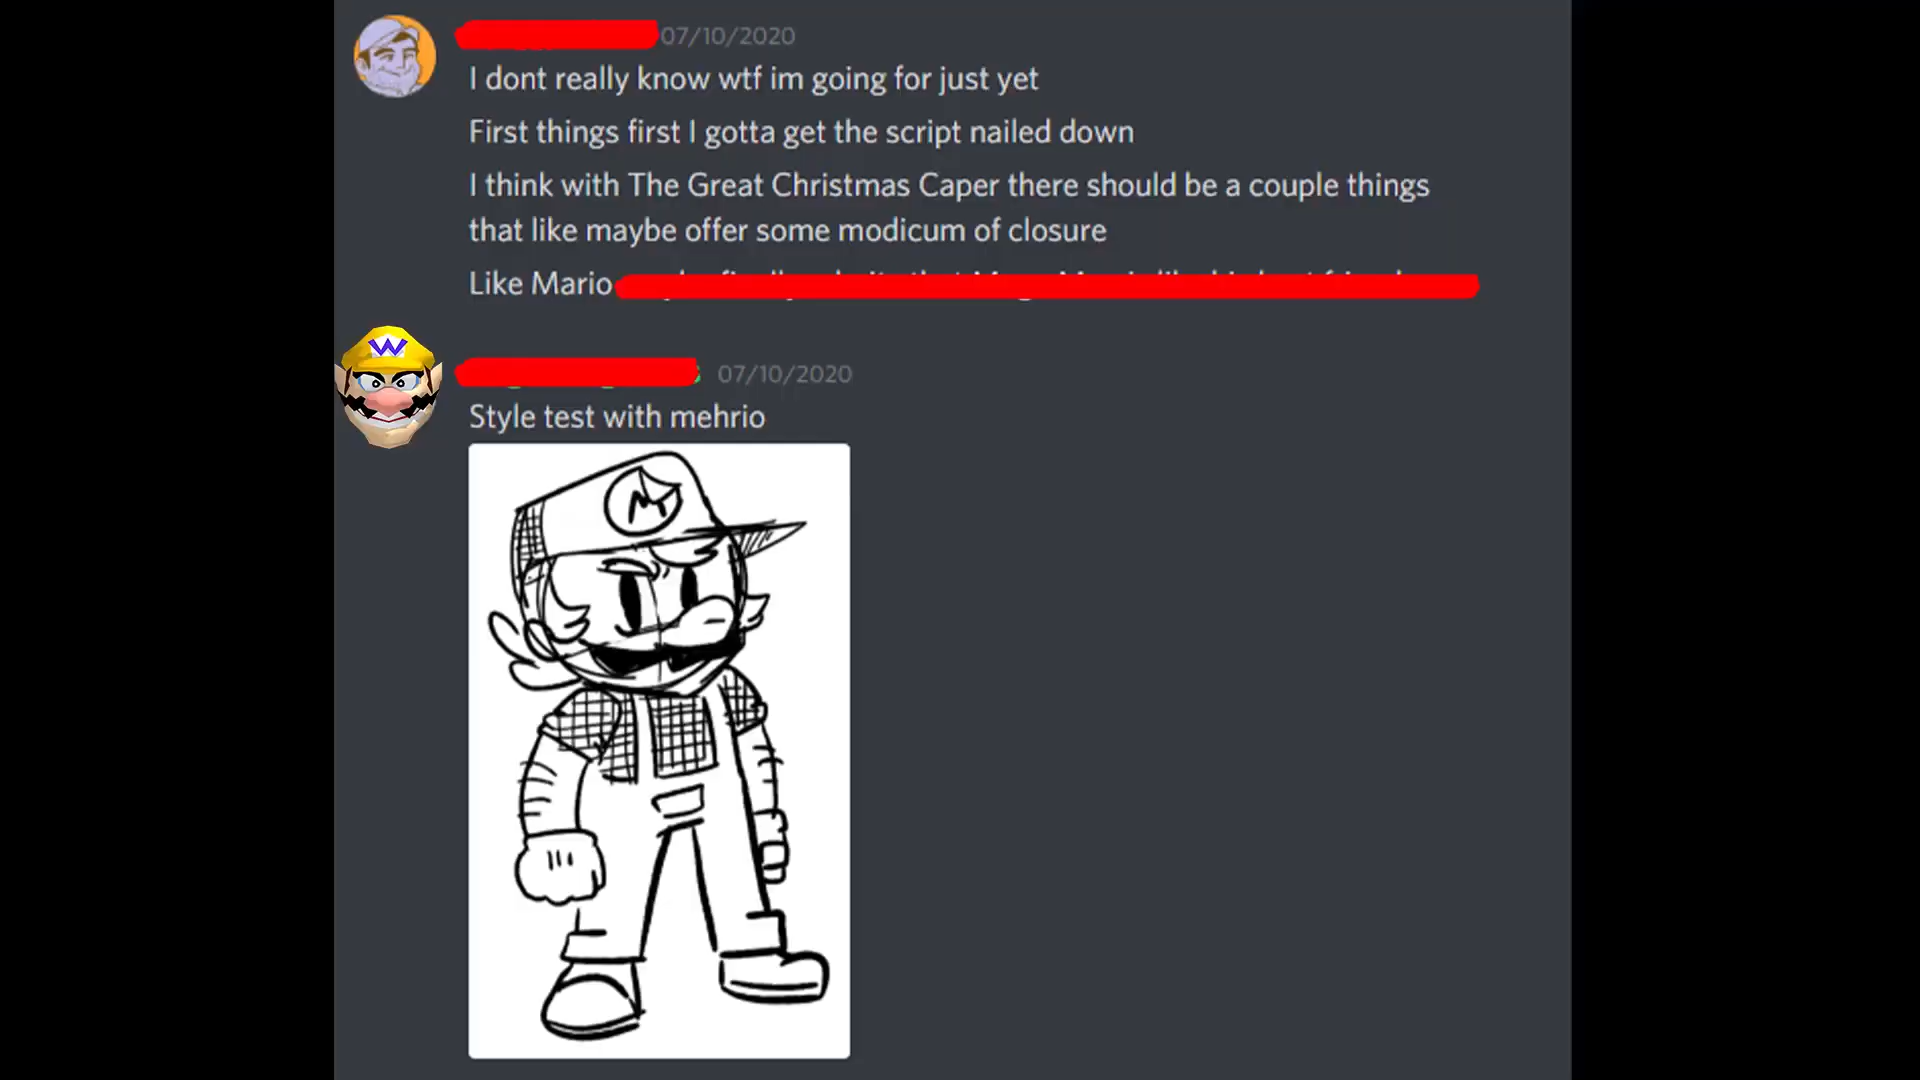 07/10/2020
I dont really know wtf im going for just yet
First things first I gotta get the script nailed down
I think with The Great Christmas Caper there should be a couple things
that like maybe offer some modicum of closure
Like Mario
W
07/10/2020
Style test with mehrio
M